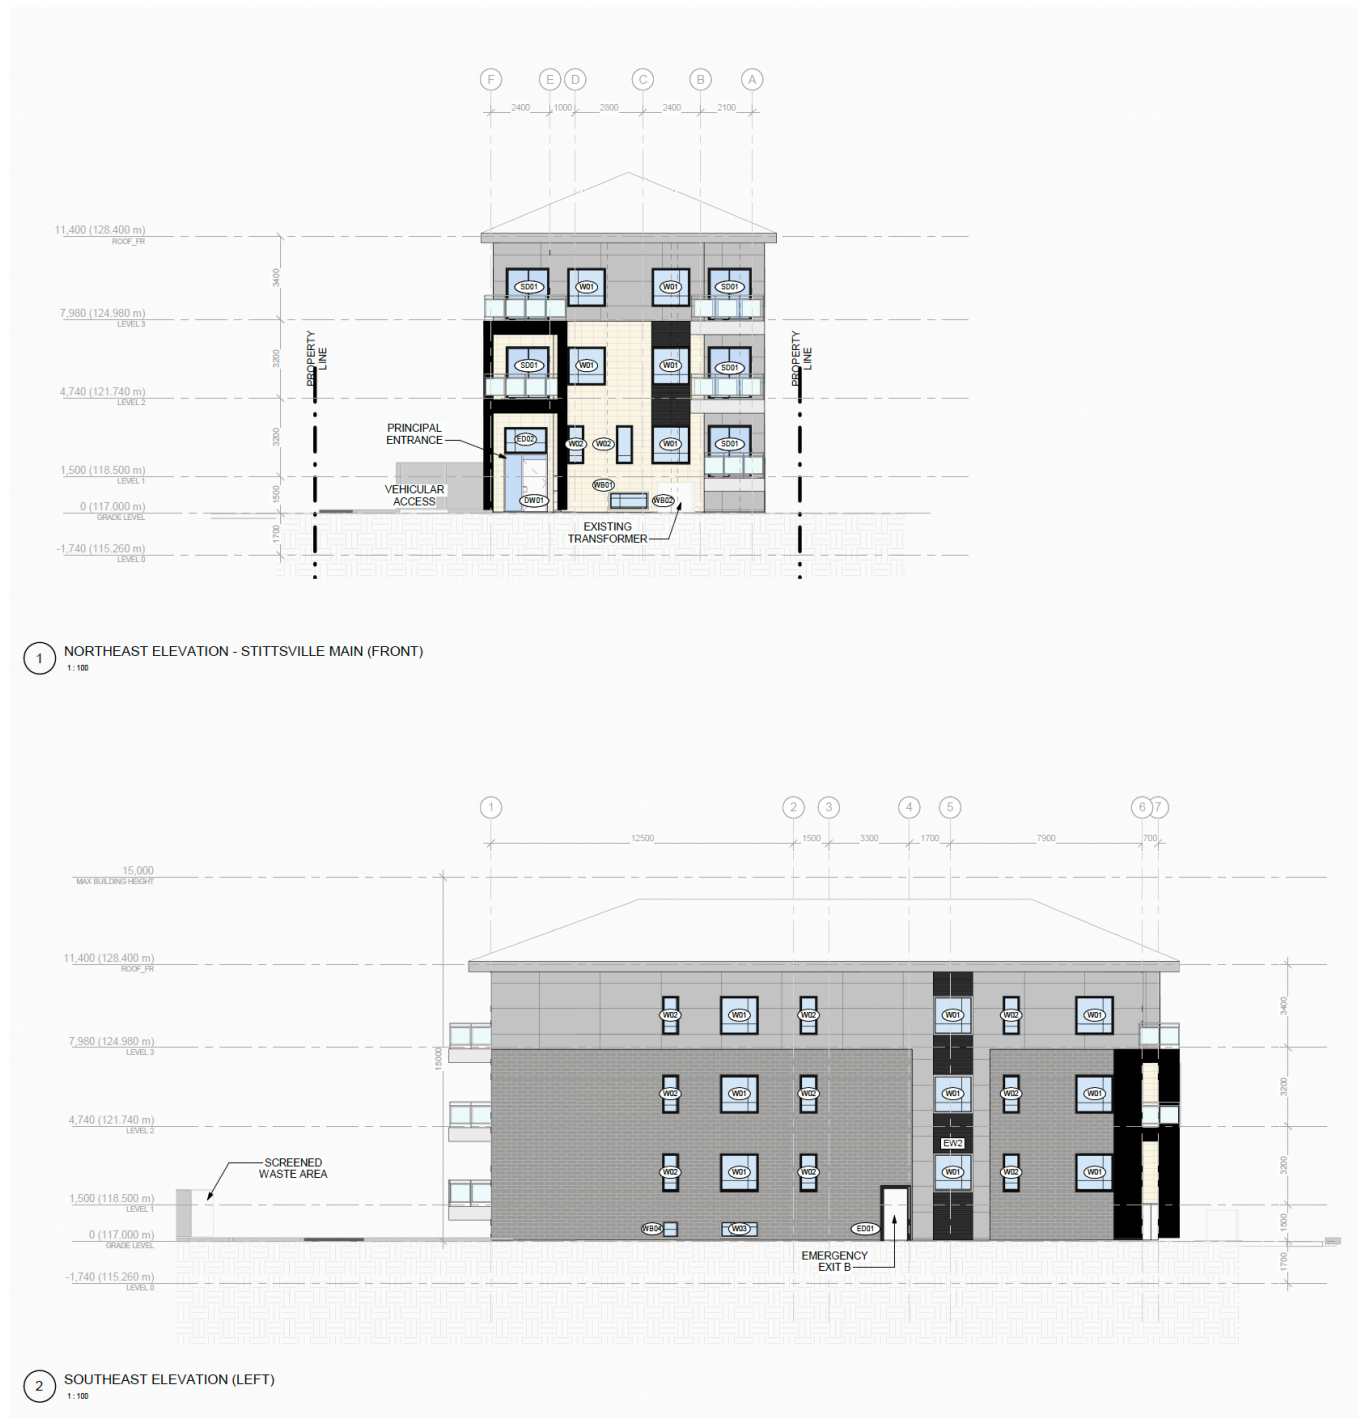 F E D C B A
2400 1000 2800 2400 2100
11,400 (128.400 m)
ROOF_FR
3400
SD01 W01 W01 SD01
7,980 (124.980 m)
LEVEL 3
PROPERTY
LINE
PROPERTY
LINE
3200
SD01 W01 W01 SD01
4,740 (121.740 m)
LEVEL 2
PRINCIPAL
ENTRANCE
3200
ED02 W02 W02 W01 SD01
1,500 (118.500 m)
LEVEL 1
VEHICULAR
ACCESS
1500
WB01
DW01 WB02
0 (117.000 m)
GRADE LEVEL
EXISTING
TRANSFORMER
1700
-1,740 (115.260 m)
LEVEL 0
1 NORTHEAST ELEVATION - STITTSVILLE MAIN (FRONT)
1 : 100
1 2 3 4 5 6 7
12500 1500 3300 1700 7900 700
15,000
MAX BUILDING HEIGHT
11,400 (128.400 m)
ROOF_FR
3400
W02 W01 W02 W01 W02 W01
7,980 (124.980 m)
LEVEL 3
15000
3200
W02 W01 W02 W01 W02 W01
4,740 (121.740 m)
LEVEL 2
EW2
SCREENED
WASTE AREA
3200
W02 W01 W02 W01 W02 W01
1,500 (118.500 m)
LEVEL 1
1500
WB04 W03 ED01
0 (117.000 m)
GRADE LEVEL
EMERGENCY
EXIT B
1700
-1,740 (115.260 m)
LEVEL 0
2 SOUTHEAST ELEVATION (LEFT)
1 : 100